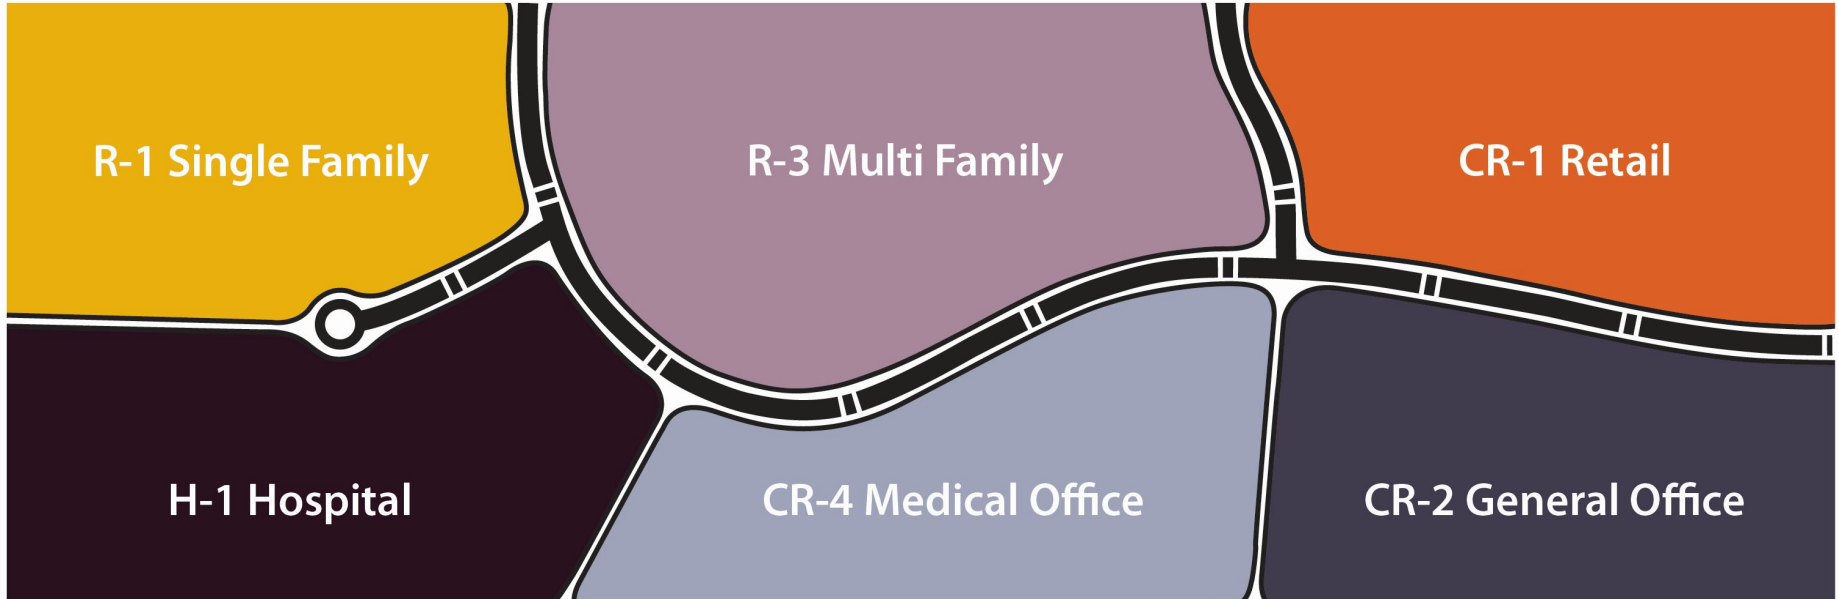 R-1 Single Family
R-3 Multi Family
CR-1 Retail
H-1 Hospital
CR-4 Medical Office
CR-2 General Office